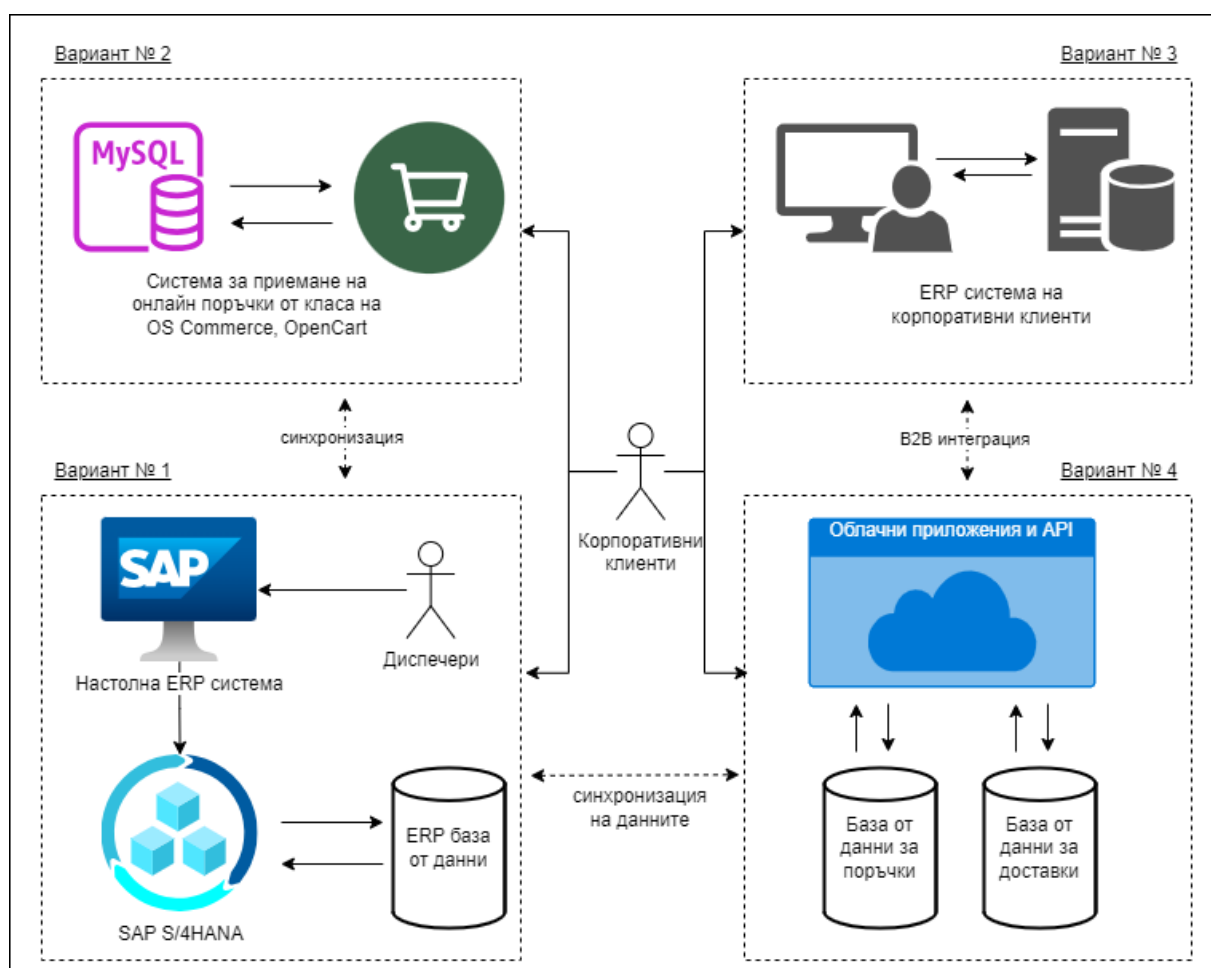 Вариант № 2
Вариант № 3
MySQL
Система за приемане на
онлайн поръчки от класа на
OS Commerce, OpenCart
ERP система на
корпоративни клиенти
синхронизация
B2B интеграция
Вариант № 1
Вариант № 4
SAP
Настолна ERP система
Диспечери
Корпоративни
клиенти
Облачни приложения и API
синхронизация
на данните
ERP база
от данни
SAP S/4HANA
База от
данни за
поръчки
База от
данни за
доставки